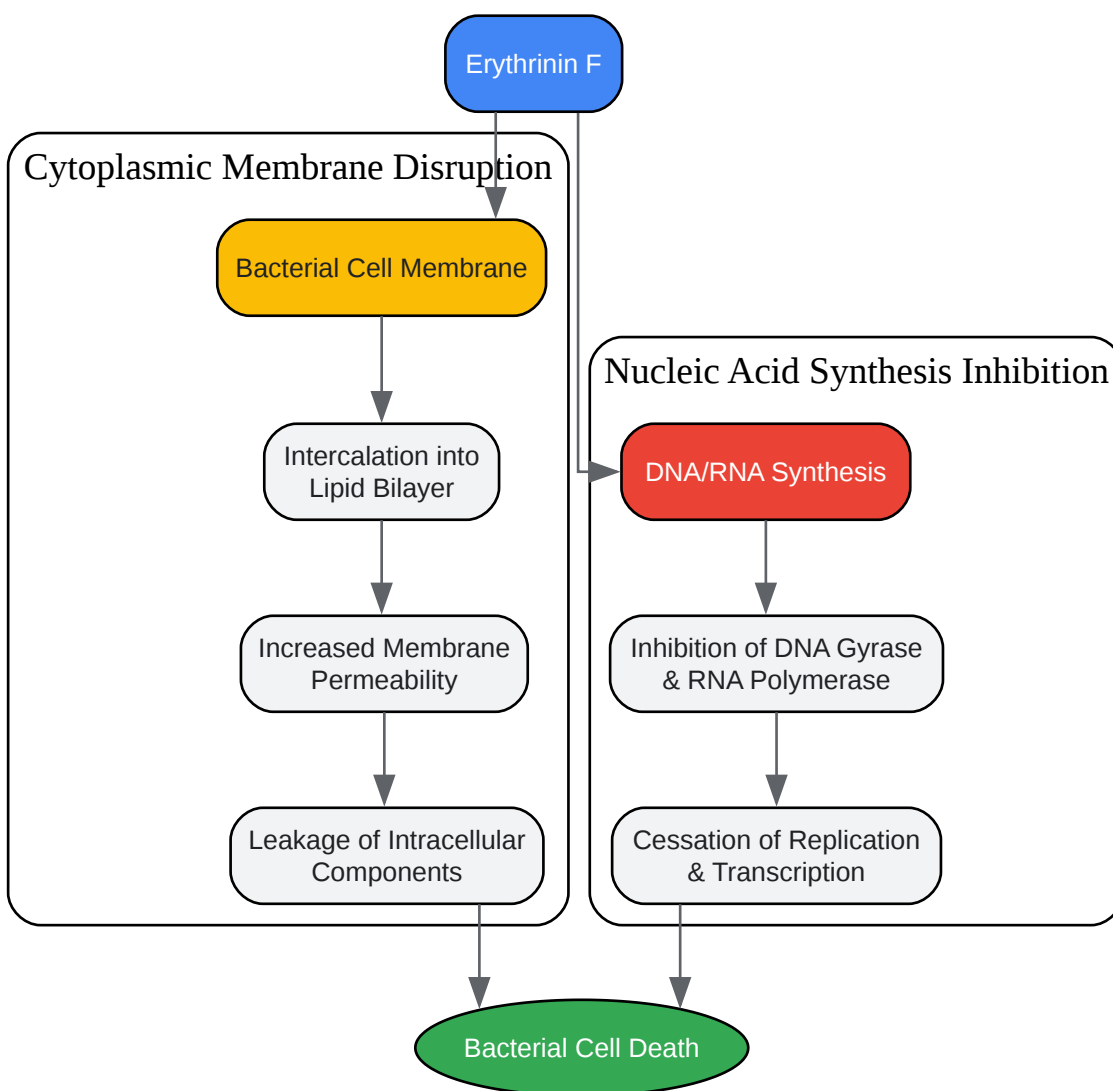 Erythrinin F
Cytoplasmic Membrane Disruption
Bacterial Cell Membrane
Intercalation into
Lipid Bilayer
Increased Membrane
Permeability
Leakage of Intracellular
Components
Nucleic Acid Synthesis Inhibition
DNA/RNA Synthesis
Inhibition of DNA Gyrase
& RNA Polymerase
Cessation of Replication
& Transcription
Bacterial Cell Death